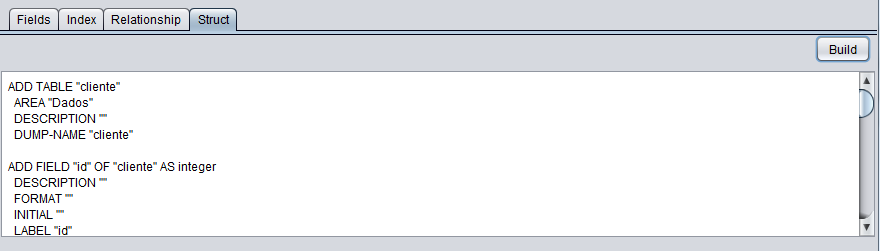 Fields Index Relationship Struct
Build
ADD TABLE "cliente"
AREA "Dados"
DESCRIPTION ""
DUMP-NAME "cliente"
ADD FIELD "id" OF "cliente" AS integer
DESCRIPTION ""
FORMAT ""
INITIAL ""
LABEL "id"